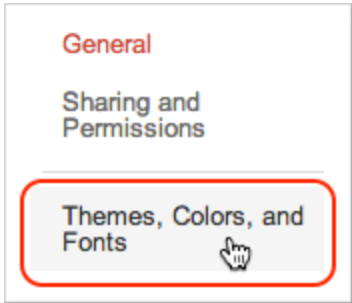 General
Sharing and
Permissions
Themes, Colors, and
Fonts